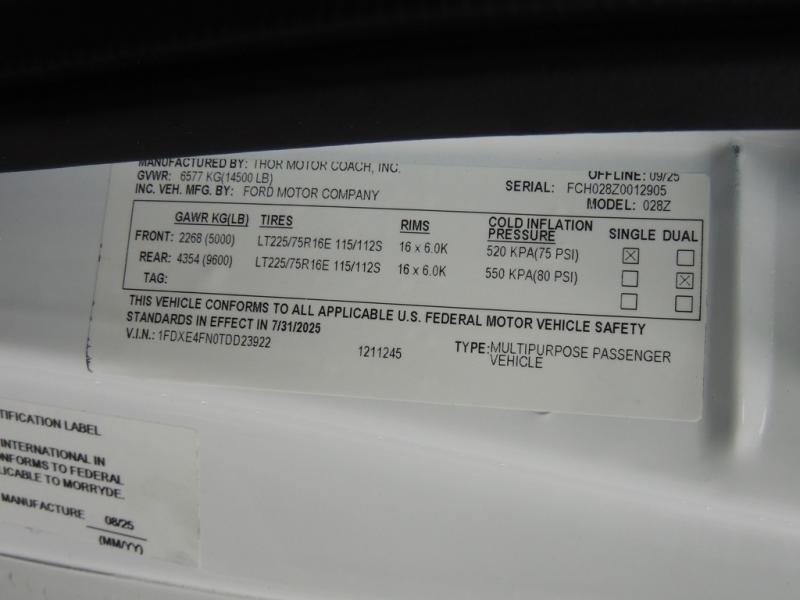 MANUFACTURED BY: THOR MOTOR COACH, INC. OFFLINE: 09/25
GVWR: 6577 KG(14500 LB) SERIAL: FCH028Z0012905
INC. VEH. MFG. BY: FORD MOTOR COMPANY MODEL: 028Z
GAWR KG(LB) TIRES RIMS COLD INFLATION PRESSURE SINGLE DUAL
FRONT: 2268 (5000) LT225/75R16E 115/112S 16 x 6.0K 520 KPA(75 PSI)
REAR: 4354 (9600) LT225/75R16E 115/112S 16 x 6.0K 550 KPA(80 PSI)
TAG:
THIS VEHICLE CONFORMS TO ALL APPLICABLE U.S. FEDERAL MOTOR VEHICLE SAFETY
STANDARDS IN EFFECT IN 7/31/2025
V.I.N.: 1FDXE4FN0TDD23922 1211245 TYPE: MULTIPURPOSE PASSENGER
VEHICLE
TIFICATION LABEL
INTERNATIONAL IN
NFORMS TO FEDERAL
ICABLE TO MORRYDE.
MANUFACTURE 08/25
(MM/YY)